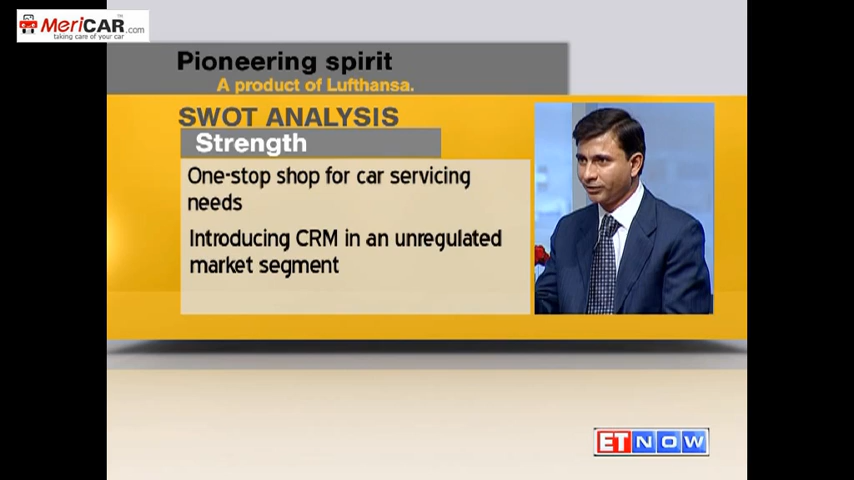 MeriCAR.com
TM
taking care of your car
Pioneering spirit
A product of Lufthansa.
SWOT ANALYSIS
Strength
One-stop shop for car servicing
needs
Introducing CRM in an unregulated
market segment
ET NOW